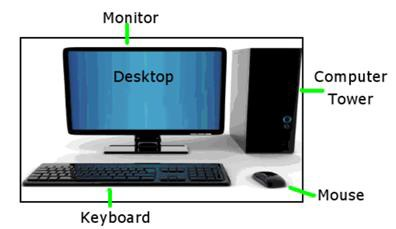 Monitor
Desktop
Computer
Tower
Mouse
Keyboard